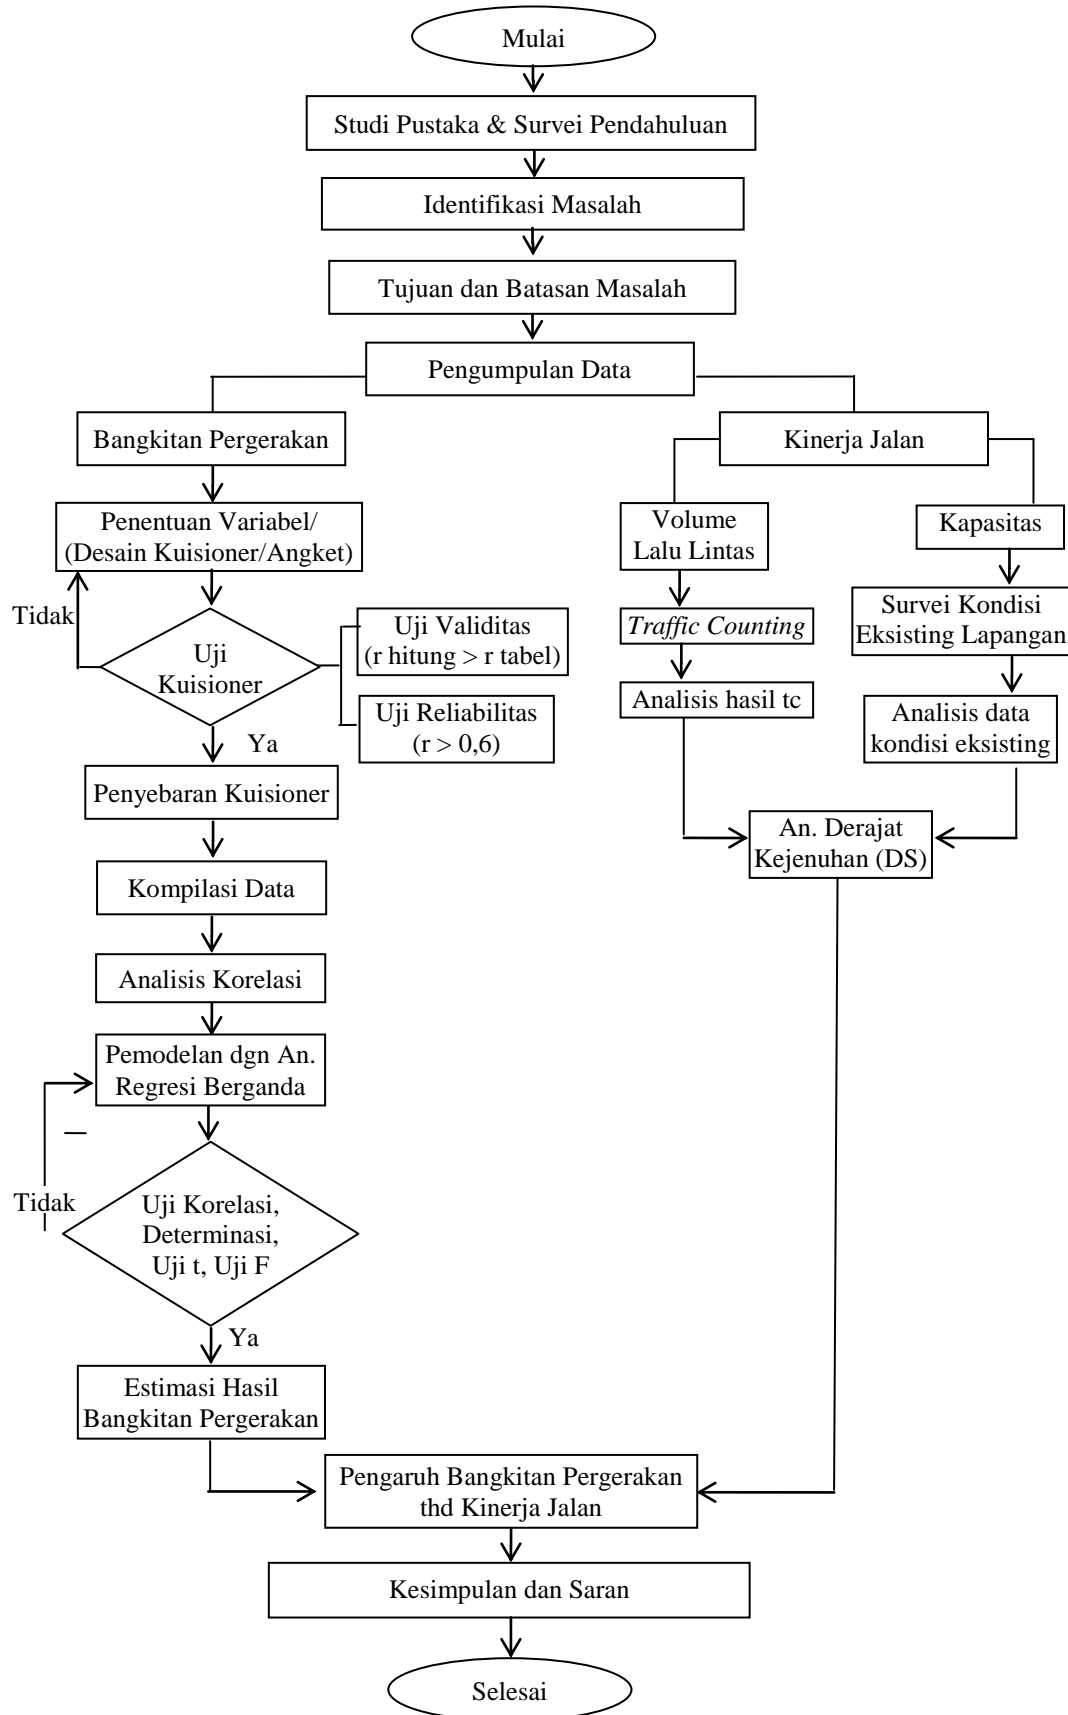 Mulai
Studi Pustaka & Survei Pendahuluan
Identifikasi Masalah
Tujuan dan Batasan Masalah
Pengumpulan Data
Bangkitan Pergerakan
Kinerja Jalan
Penentuan Variabel/
(Desain Kuisioner/Angket)
Volume
Lalu Lintas
Kapasitas
Tidak
Uji
Kuisioner
Uji Validitas
(r hitung > r tabel)
Uji Reliabilitas
(r > 0,6)
Traffic Counting
Survei Kondisi
Eksisting Lapangan
Analisis hasil tc
Analisis data
kondisi eksisting
Ya
Penyebaran Kuisioner
An. Derajat
Kejenuhan (DS)
Kompilasi Data
Analisis Korelasi
Pemodelan dgn An.
Regresi Berganda
Tidak
Uji Korelasi,
Determinasi,
Uji t, Uji F
Ya
Estimasi Hasil
Bangkitan Pergerakan
Pengaruh Bangkitan Pergerakan
thd Kinerja Jalan
Kesimpulan dan Saran
Selesai